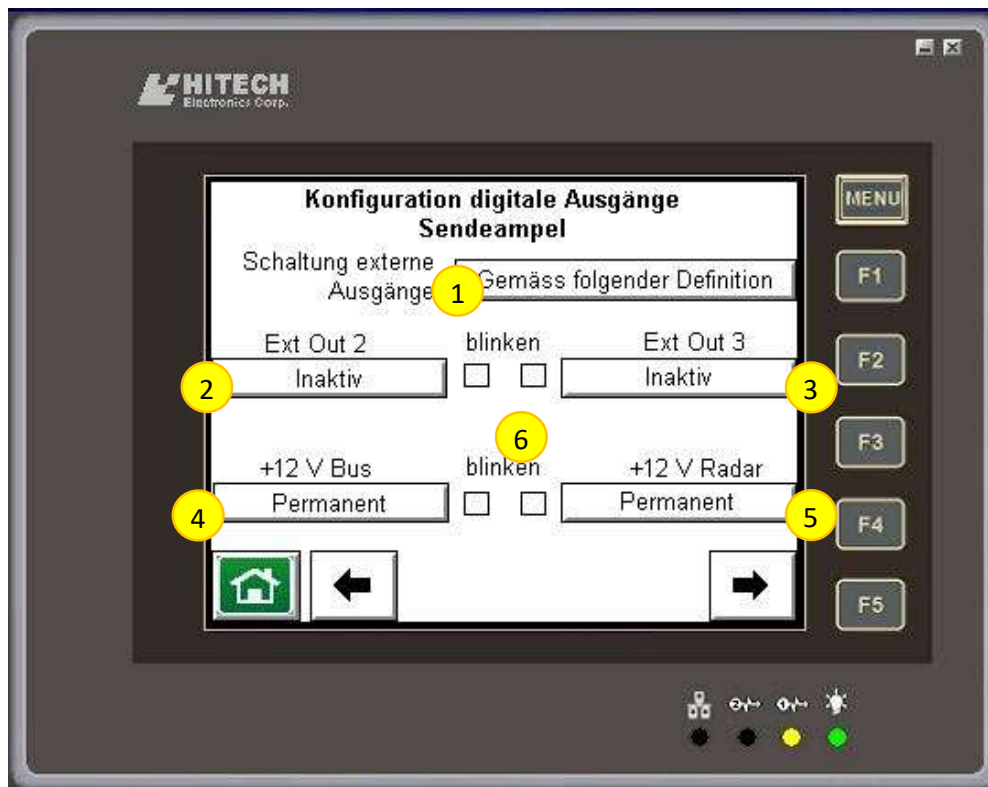 HITECH
Electronics Corp.
Konfiguration digitale Ausgänge
Sendeampel
MENU
Schaltung externe
Ausgänge
1
Gemäss folgender Definition
F1
Ext Out 2
blinken
Ext Out 3
F2
2
Inaktiv
Inaktiv
3
6
F3
+12 V Bus
blinken
+12 V Radar
4
Permanent
Permanent
5
F4
F5
2
1